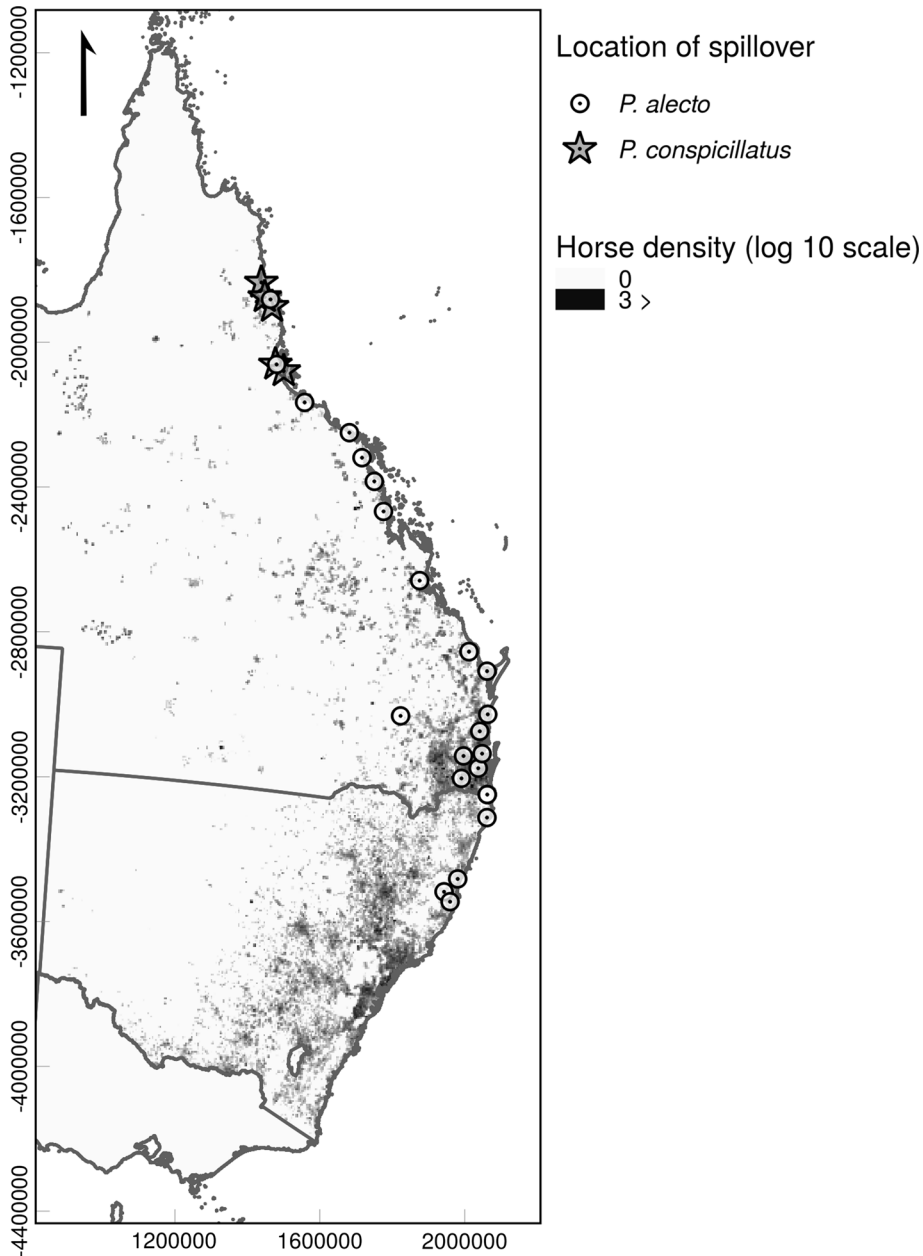 Location of spillover
P. alecto
P. conspicillatus
Horse density (log 10 scale)
0
3 >
-1200000
-1600000
-2000000
-2400000
-2800000
-3200000
-3600000
-4000000
-4400000
1200000 1600000 2000000